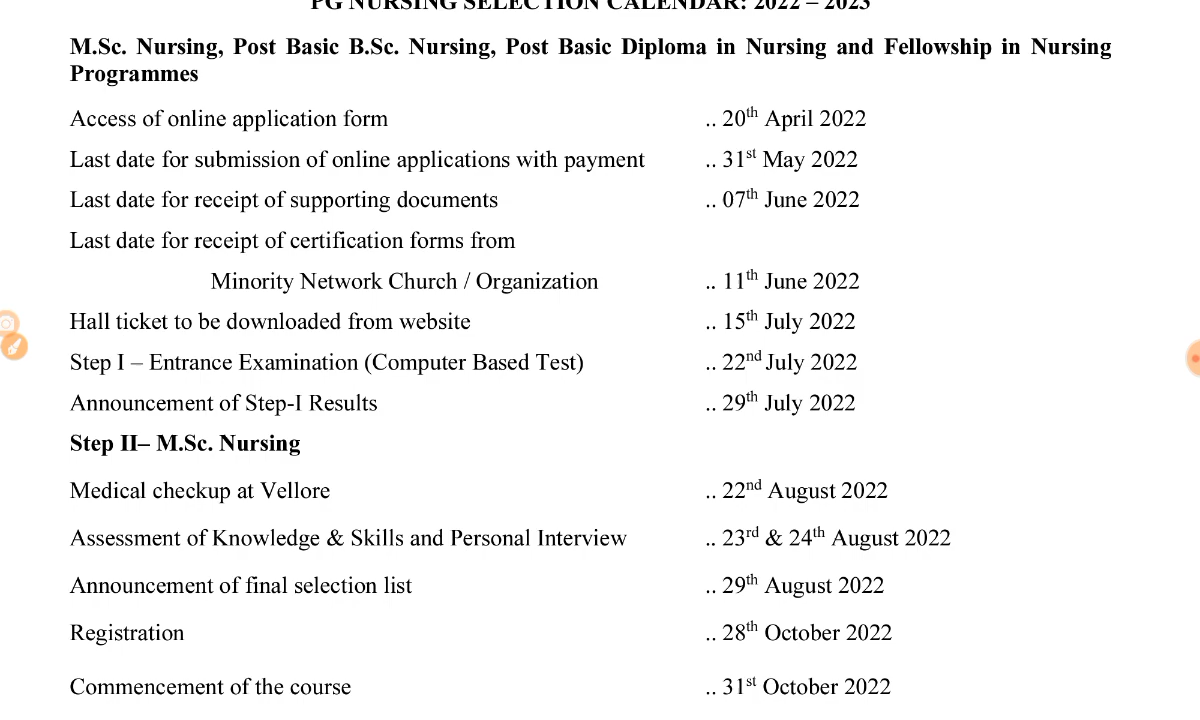 PG NURSING SELECTION CALENDAR: 2022 – 2023
M.Sc. Nursing, Post Basic B.Sc. Nursing, Post Basic Diploma in Nursing and Fellowship in Nursing
Programmes
Access of online application form .. 20th April 2022
Last date for submission of online applications with payment .. 31st May 2022
Last date for receipt of supporting documents .. 07th June 2022
Last date for receipt of certification forms from
Minority Network Church / Organization .. 11th June 2022
Hall ticket to be downloaded from website .. 15th July 2022
Step I – Entrance Examination (Computer Based Test) .. 22nd July 2022
Announcement of Step-I Results .. 29th July 2022
Step II– M.Sc. Nursing
Medical checkup at Vellore .. 22nd August 2022
Assessment of Knowledge & Skills and Personal Interview .. 23rd & 24th August 2022
Announcement of final selection list .. 29th August 2022
Registration .. 28th October 2022
Commencement of the course .. 31st October 2022